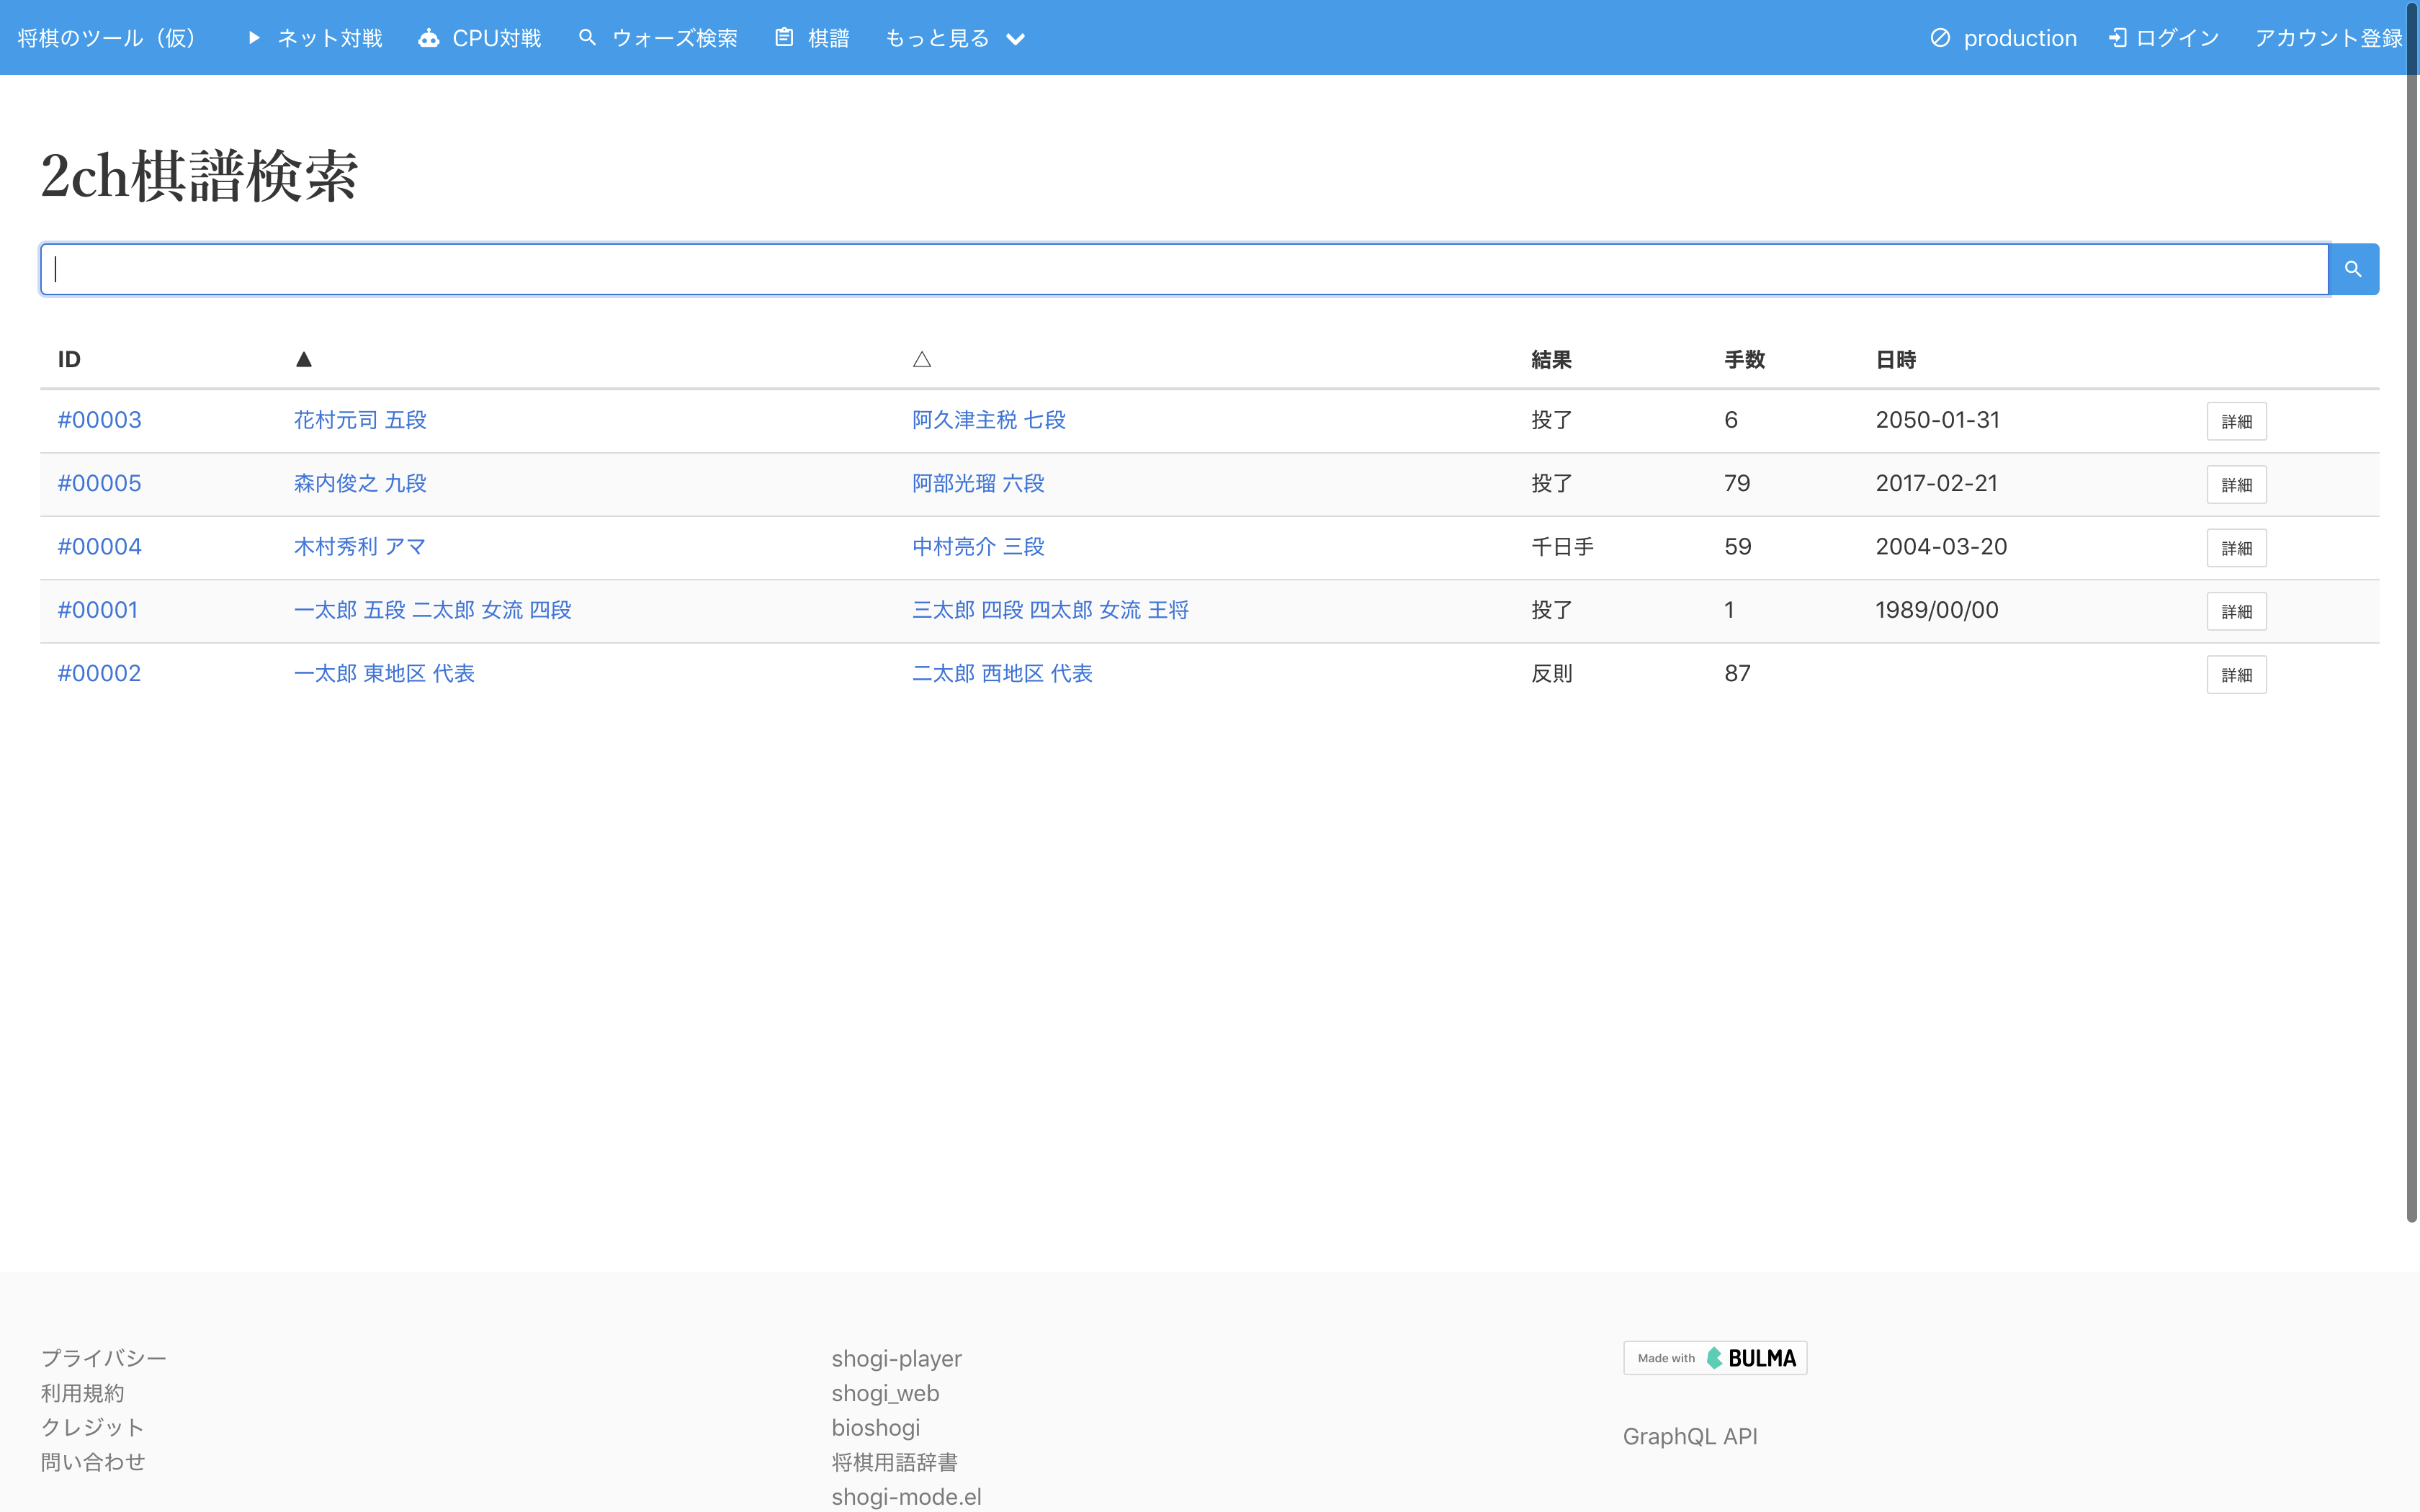 将棋のツール（仮） ネット対戦 CPU対戦 ウォーズ検索 棋譜 もっと見る production ログイン アカウント登録
2ch棋譜検索
ID ▲ △ 結果 手数 日時
#00003 花村元司 五段 阿久津主税 七段 投了 6 2050-01-31 詳細
#00005 森内俊之 九段 阿部光瑠 六段 投了 79 2017-02-21 詳細
#00004 木村秀利 アマ 中村亮介 三段 千日手 59 2004-03-20 詳細
#00001 一太郎 五段 二太郎 女流 四段 三太郎 四段 四太郎 女流 王将 投了 1 1989/00/00 詳細
#00002 一太郎 東地区 代表 二太郎 西地区 代表 反則 87 詳細
プライバシー
利用規約
クレジット
問い合わせ
shogi-player
shogi_web
bioshogi
将棋用語辞書
shogi-mode.el
Made with BULMA
GraphQL API